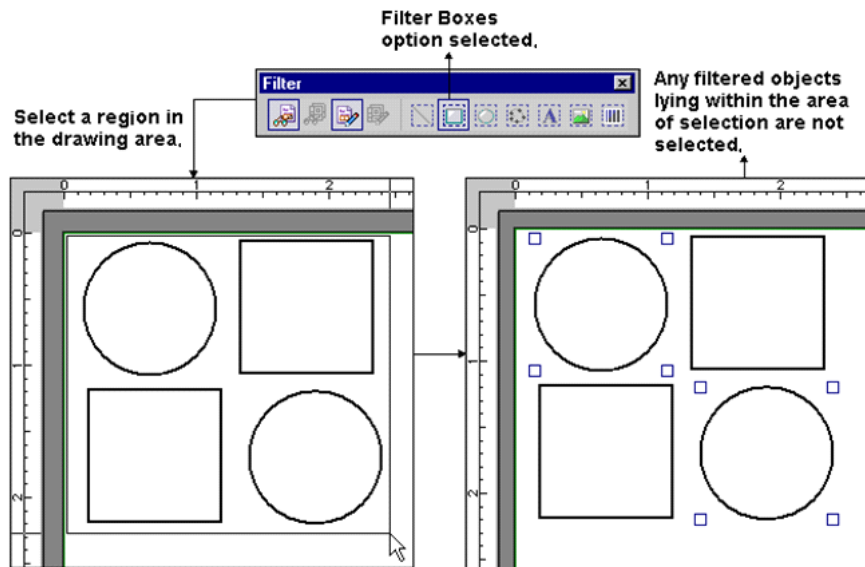 Filter Boxes
option selected.
Filter
Any filtered objects
lying within the area
of selection are not
selected.
Select a region in
the drawing area.
A
0 1 2
0 1 2
0
1
2
0
1
2